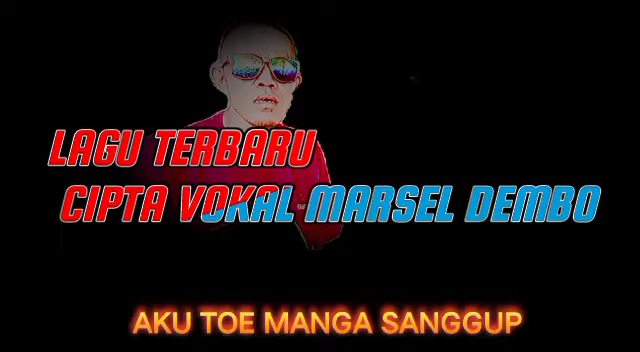 LAGU TERBARU
CIPTA VOKAL MARSEL DEMBO
AKU TOE MANGA SANGGUP